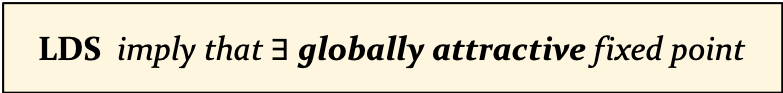 LDS imply that ∃ globally attractive fixed point